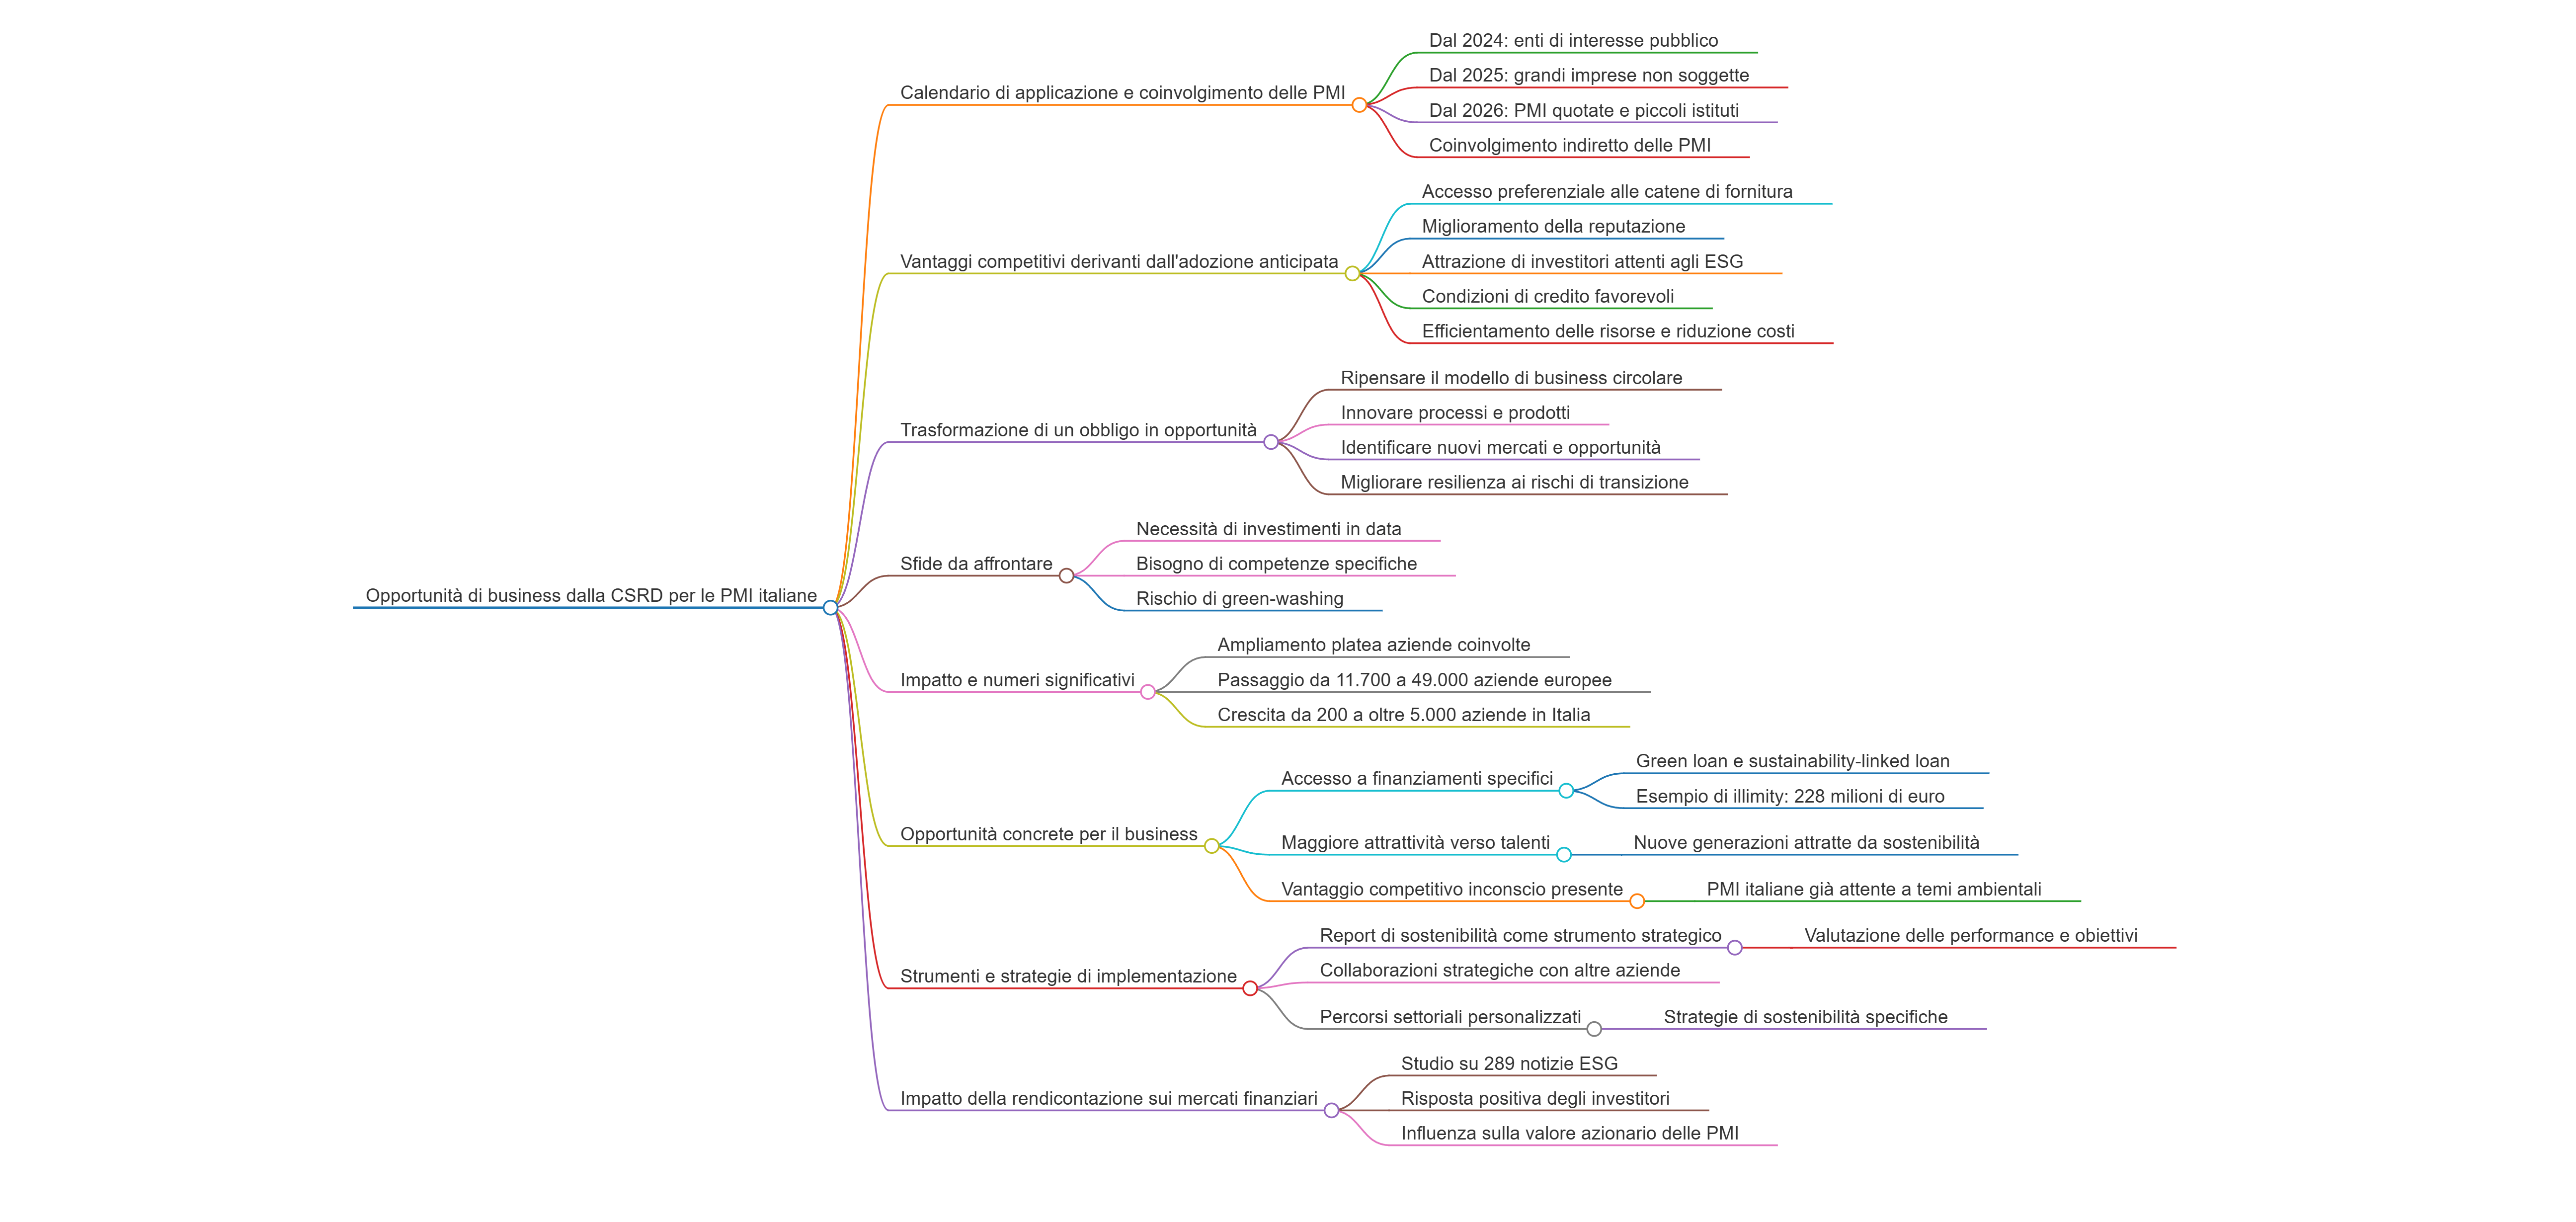 Opportunità di business dalla CSRD per le PMI italiane
Calendario di applicazione e coinvolgimento delle PMI
Dal 2024: enti di interesse pubblico
Dal 2025: grandi imprese non soggette
Dal 2026: PMI quotate e piccoli istituti
Coinvolgimento indiretto delle PMI
Vantaggi competitivi derivanti dall'adozione anticipata
Accesso preferenziale alle catene di fornitura
Miglioramento della reputazione
Attrazione di investitori attenti agli ESG
Condizioni di credito favorevoli
Efficientamento delle risorse e riduzione costi
Trasformazione di un obbligo in opportunità
Ripensare il modello di business circolare
Innovare processi e prodotti
Identificare nuovi mercati e opportunità
Migliorare resilienza ai rischi di transizione
Sfide da affrontare
Necessità di investimenti in data
Bisogno di competenze specifiche
Rischio di green-washing
Impatto e numeri significativi
Ampliamento platea aziende coinvolte
Passaggio da 11.700 a 49.000 aziende europee
Crescita da 200 a oltre 5.000 aziende in Italia
Opportunità concrete per il business
Accesso a finanziamenti specifici
Green loan e sustainability-linked loan
Esempio di illimity: 228 milioni di euro
Maggiore attrattività verso talenti
Nuove generazioni attratte da sostenibilità
Vantaggio competitivo inconscio presente
PMI italiane già attente a temi ambientali
Strumenti e strategie di implementazione
Report di sostenibilità come strumento strategico
Valutazione delle performance e obiettivi
Collaborazioni strategiche con altre aziende
Percorsi settoriali personalizzati
Strategie di sostenibilità specifiche
Impatto della rendicontazione sui mercati finanziari
Studio su 289 notizie ESG
Risposta positiva degli investitori
Influenza sulla valore azionario delle PMI